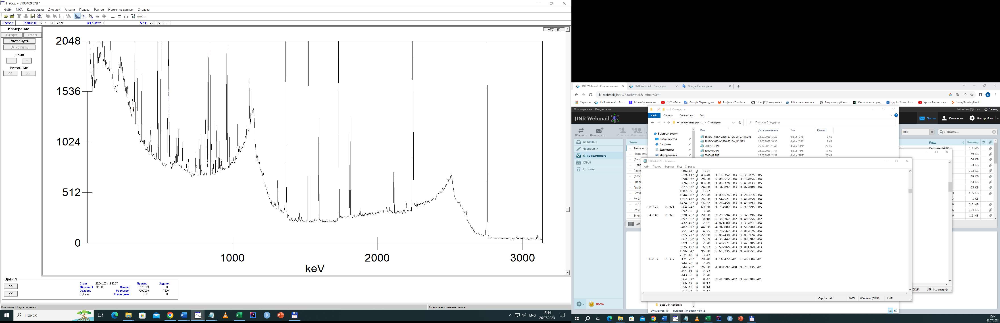 Набор - 5100409.CNF*
Файл МКА Калибровка Дисплей Анализ Правка Разное Источник данных Справка
Готов Канал: 16 : 3.0 keV Отсчёт: 0 Уст: 7200/7200.00
Измерение
Старт Стоп
Растянуть
Очистить
Зона
- +
Источник
<< >>
VFS = 2K
2048
1536
1024
512
0
1000 2000 3000
keV
Время
>>
<<
Старт 23.06.2023 9:32:07 Прошло Задано
Мёртвое t 3.16% Живое t 6972.289 0
Область Реальное t 7200.000 7200
0 - 0 кан. Всего (имп.) 0.00 0
Нажмите F1 для справки.
Статус выполнения: готов
Поиск
ENG
15:44
26.07.2023
JINR Webmail :: Отправленные
JINR Webmail :: Входящие
Google Переводчик
webmail.jinr.ru/?_task=mail&_mbox=Sent
Сервисы JINR Webmail :: Вхо... Мое обучение —... (1) YouTube Google Переводчик Projects · Dashboar... Valerij12/new-project PIN - персональна... Визуализируй это:... Как очистить сред... ggplot2 box plot :... Уроки Python с ну... WavyGrowingEmul...
О программе Поддержка
lobachev@jinr.ru Выход
JINR Webmail
Почта Контакты Настройки
Обновить Написать с... Ответить
Все
Поиск...
Входящие
Черновики
Отправленные
СПАМ
Корзина
85%
Тема
Дата Размер
Тезисы дл
Перечиты
(без т
Шабл
Расче
(без т
Граф
Граф
Резул
Fwd:
Fwd:
Fwd:
Элект
Сегодня 14:08 1.2 МБ
59 КБ
66 КБ
23 КБ
283 КБ
39 КБ
63 КБ
65 КБ
155 КБ
1 КБ
2.2 МБ
634 КБ
1.3 МБ
Стандарты
Файл Главная Поделиться Вид
« кладочные_раст... › Стандарты
Поиск в: Стандарты
Быстрый доступ
Рабочий стол
Загрузки
Документы
Изображения
Ведьмак_сборник
Имя Дата изменения Тип Размер
1633C-1635A-2586-2710A_25_07_sli.GRS 25.07.2023 13:20 Файл "GRS" 2 КБ
1633C-1635A-2586-2710A_lli1.GRS 24.07.2023 10:56 Файл "GRS" 2 КБ
5000116.RPT 25.07.2023 11:43 Файл "RPT" 27 КБ
5000407.RPT 25.07.2023 11:47 Файл "RPT" 17 КБ
5000409.RPT 25.07.2023 12:57 Файл "RPT" 20 КБ
5100409.RPT – Блокнот
Файл Правка Формат Вид Справка
606.40 @ 1.21
619.11* @ 43.40 1.166352E-03 6.335875E-05
698.37* @ 28.50 9.089512E-04 1.164056E-04
776.52* @ 83.50 1.065378E-03 6.432033E-05
827.83* @ 24.00 1.345897E-03 1.077008E-04
1007.59 @ 1.27
1044.00* @ 27.20 1.008576E-03 1.219615E-04
1317.47* @ 26.50 1.547521E-03 2.412058E-04
1474.88* @ 16.32 1.282458E-03 1.453093E-04
SB-122 0.921 564.24* @ 69.30 1.734907E-03 5.993995E-05
692.65 @ 3.78
LA-140 0.975 328.76* @ 20.60 3.255594E-03 5.326396E-04
397.66* @ 0.10 5.385767E-02 1.489556E-02
432.49* @ 2.91 4.821600E-03 7.337811E-04
487.02* @ 44.30 4.946000E-03 1.518980E-04
751.64* @ 4.25 3.787567E-03 8.012676E-04
815.77* @ 22.90 5.862438E-03 2.836124E-04
867.85* @ 5.59 4.358442E-03 5.805302E-04
919.55* @ 2.70 7.462571E-03 2.475285E-03
925.19* @ 6.93 5.502165E-03 1.011768E-03
1596.54* @ 95.30 5.653735E-03 1.404551E-04
2521.40 @ 3.42
EU-152 0.337 121.78* @ 28.40 1.148472E+01 6.469604E-01
244.70 @ 7.49
344.28* 26.60 4.084592E+00 1.755235E-01
411.11 @ 2.23
443.98 @ 2.78
564.02* @ 0.47 3.416106E+02 1.470204E+01
566.42 @ 0.13
656.48 @ 0.14
764.91 @ 0.17
Стр 1, стлб 1 100% Windows (CRLF) ANSI
(CRLF) UTF-8 со специфи
Элементов: 15 Выбран 1 элемент: 46,9 КБ
15:44
26.07.2023